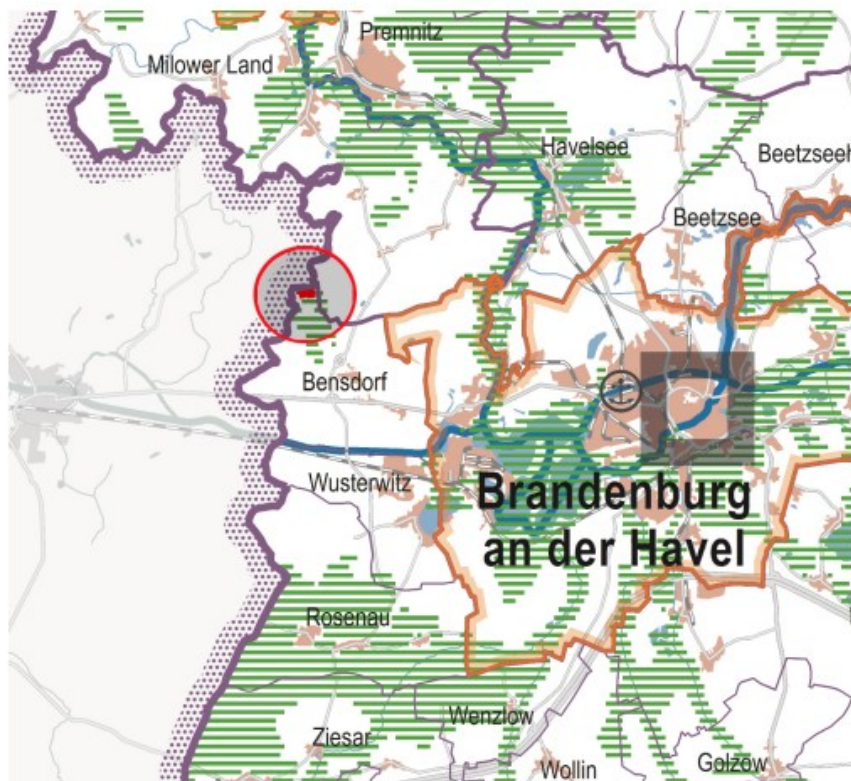 Premnitz
Milower Land
Havelsee
Beetzseeh
Beetzsee
Bensdorf
Wusterwitz
Brandenburg
an der Havel
Rosenau
Wenzlow
Ziesar
Wollin
Golzow